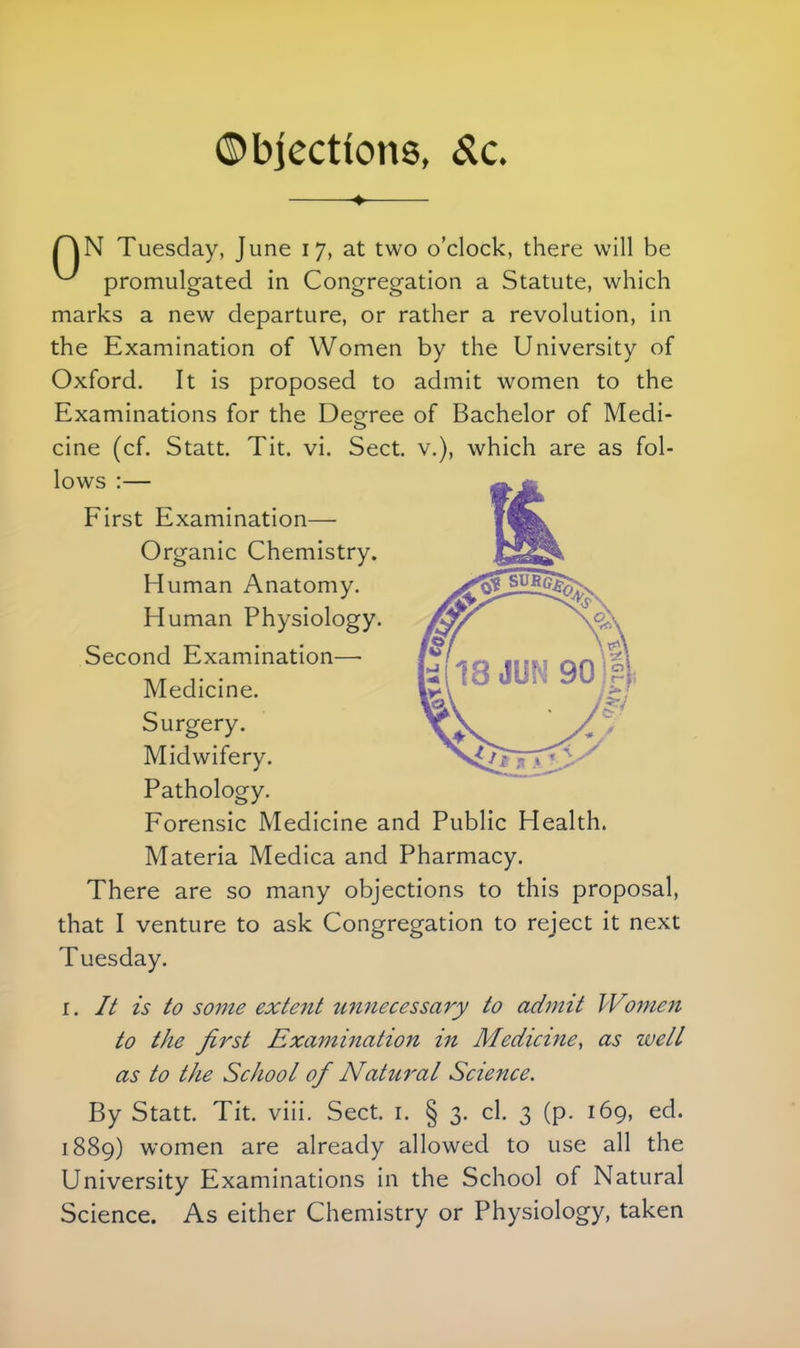 Objections, &c.
ON Tuesday, June 17, at two o’clock, there will be
promulgated in Congregation a Statute, which
marks a new departure, or rather a revolution, in
the Examination of Women by the University of
Oxford. It is proposed to admit women to the
Examinations for the Degree of Bachelor of Medi-
cine (cf. Statt. Tit. vi. Sect. v.), which are as fol-
lows :—
First Examination—
Organic Chemistry.
Human Anatomy.
Human Physiology.
Second Examination—
Medicine.
Surgery.
Midwifery.
Pathology.
Forensic Medicine and Public Health.
Materia Medica and Pharmacy.
OF SURGEONS OF ENGLAND
18 JUN 90
There are so many objections to this proposal,
that I venture to ask Congregation to reject it next
Tuesday.
1. It is to some extent unnecessary to admit Women
to the first Examination in Medicine, as well
as to the School of Natural Science.
By Statt. Tit. viii. Sect. 1. § 3. cl. 3 (p. 169, ed.
1889) women are already allowed to use all the
University Examinations in the School of Natural
Science. As either Chemistry or Physiology, taken